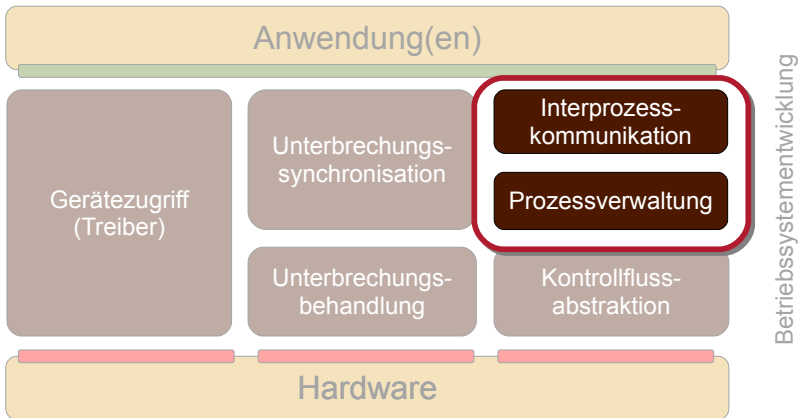 Anwendung(en)
Gerätezugriff
(Treiber)
Unterbrechungs-
synchronisation
Unterbrechungs-
behandlung
Interprozess-
kommunikation
Prozessverwaltung
Kontrollfluss-
abstraktion
Hardware
Betriebssystementwicklung